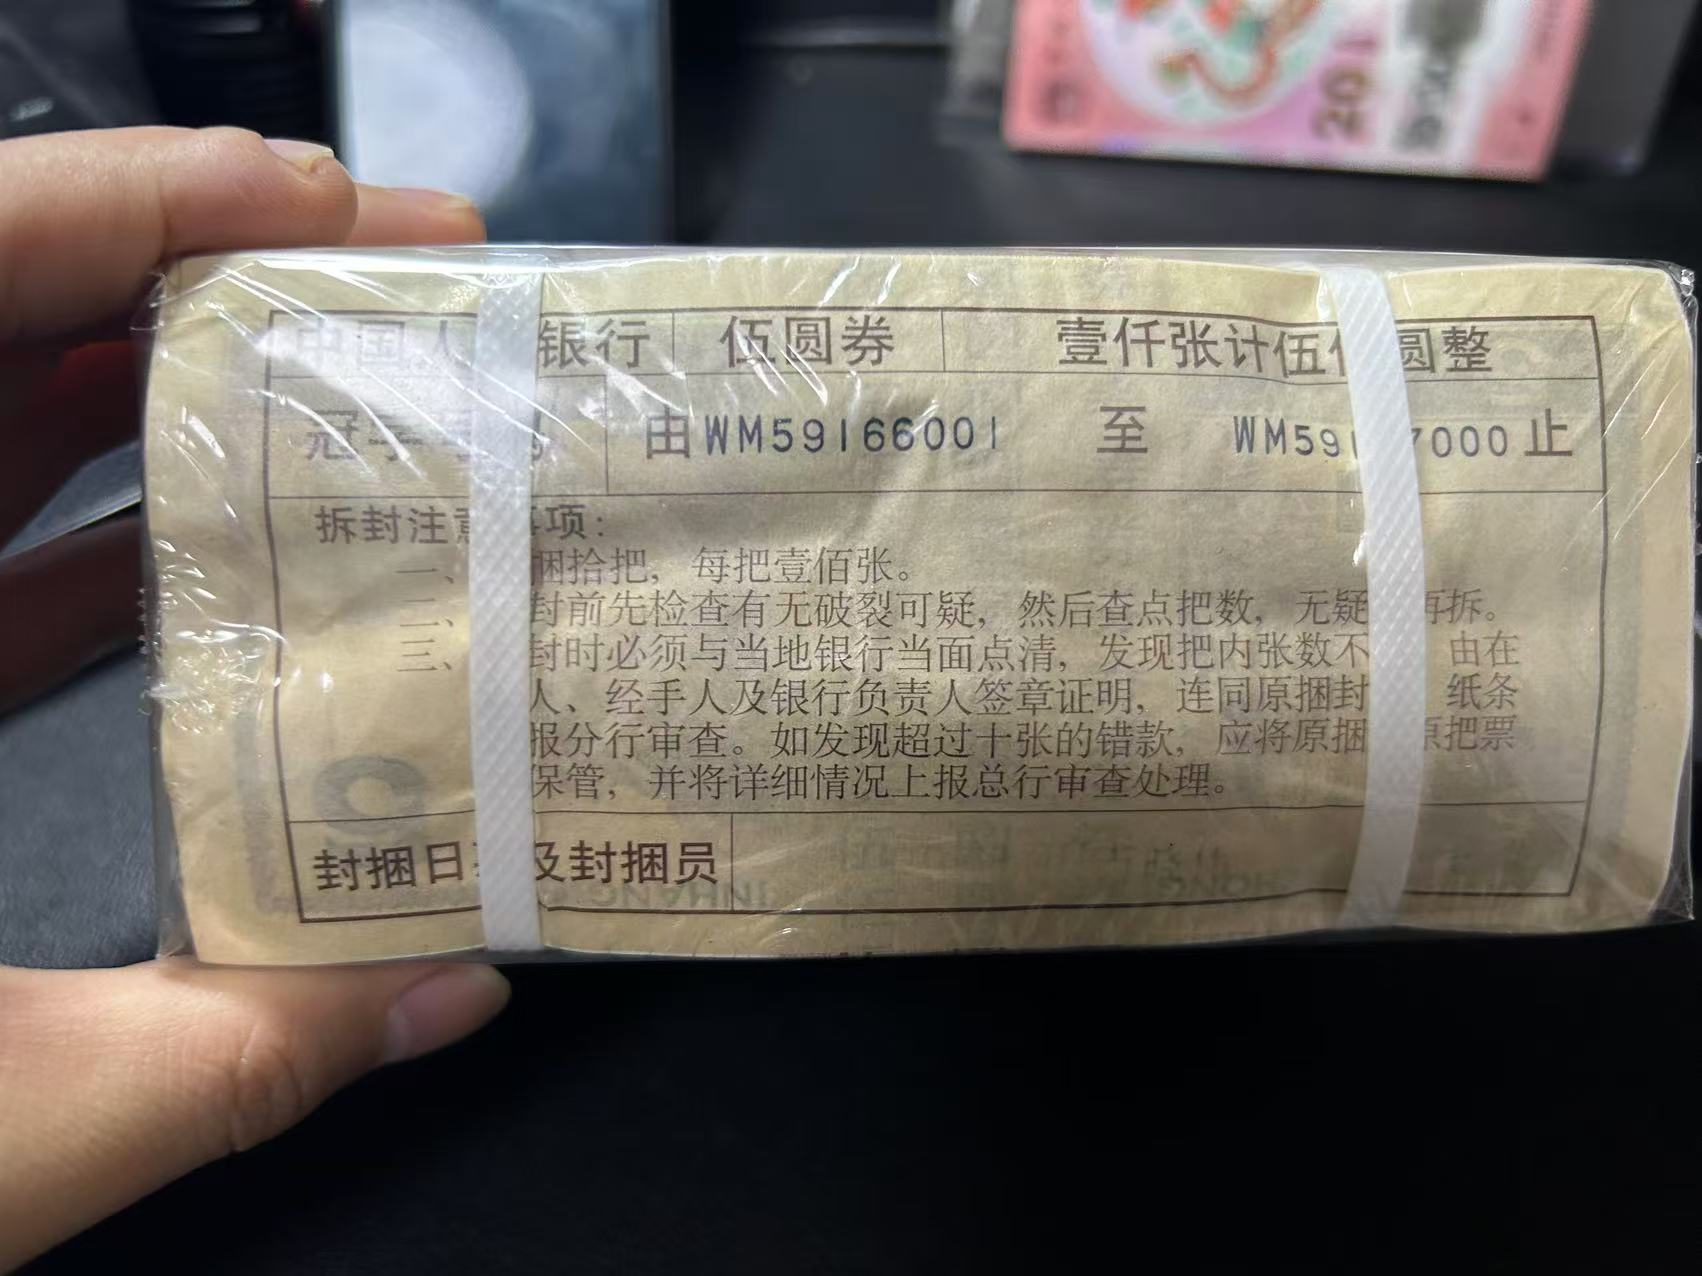 中国人 银行 伍圆券 壹仟张计伍 圆整
冠字 由WM59166001 至 WM591 7000止
拆封注意事项:
一、 捆拾把，每把壹佰张。
二、 封前先检查有无破裂可疑，然后查点把数，无疑 再拆。
三、 封时必须与当地银行当面点清，发现把内张数不 由在
人、经手人及银行负责人签章证明，连同原捆封 纸条
报分行审查。如发现超过十张的错款，应将原捆 原把票
保管，并将详细情况上报总行审查处理。
封捆日 及封捆员
20